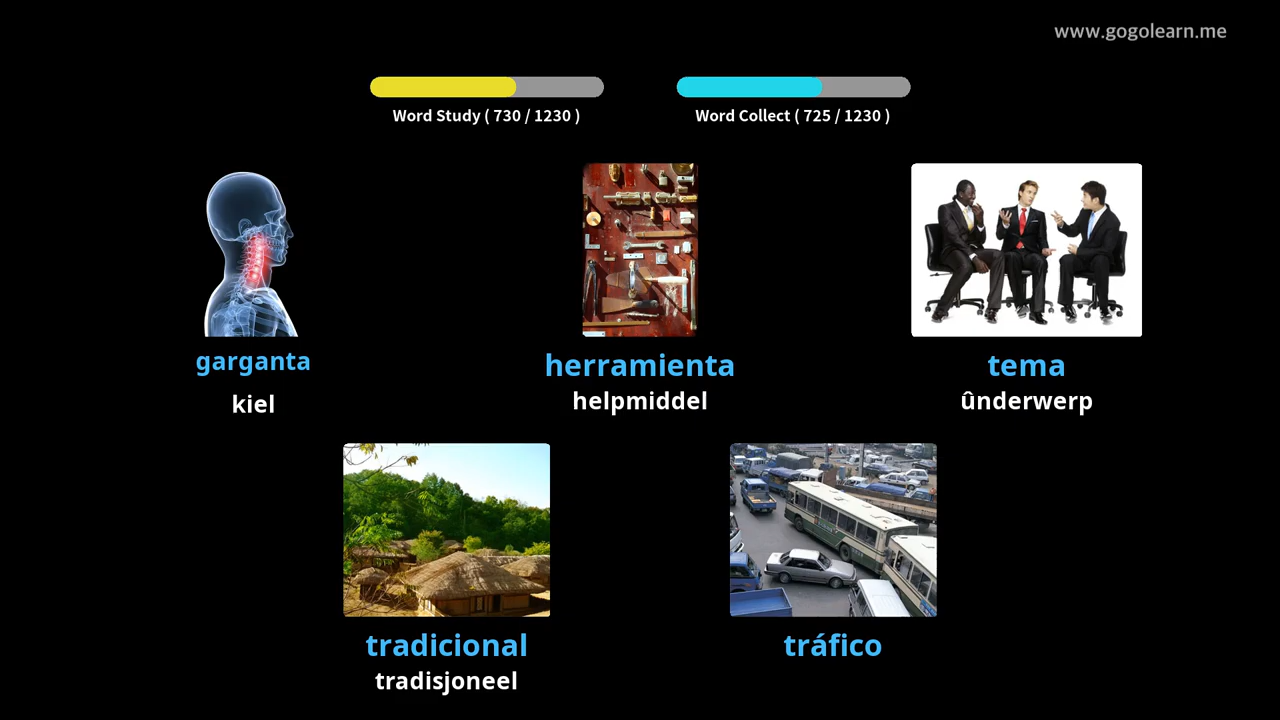 www.gogolearn.me
Word Study ( 730 / 1230 )
Word Collect ( 725 / 1230 )
garganta
kiel
herramienta
helpmiddel
tema
ûnderwerp
tradicional
tradisjoneel
tráfico